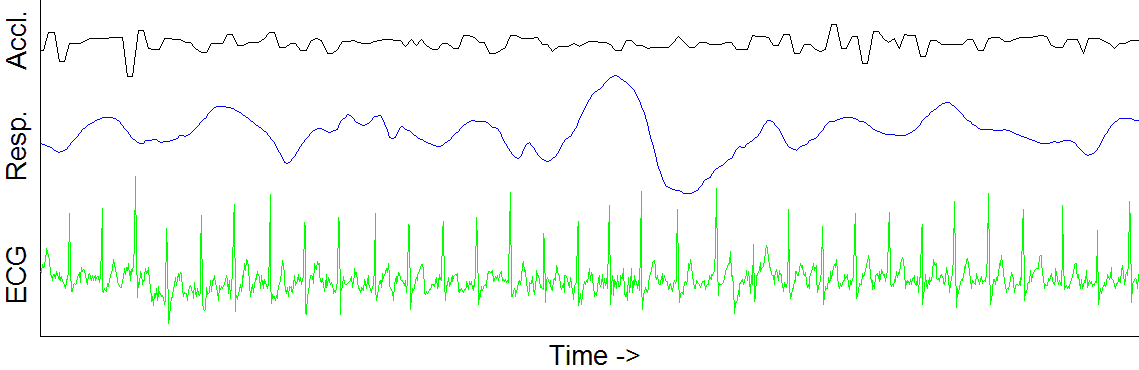 Accl.
Resp.
ECG
Time ->